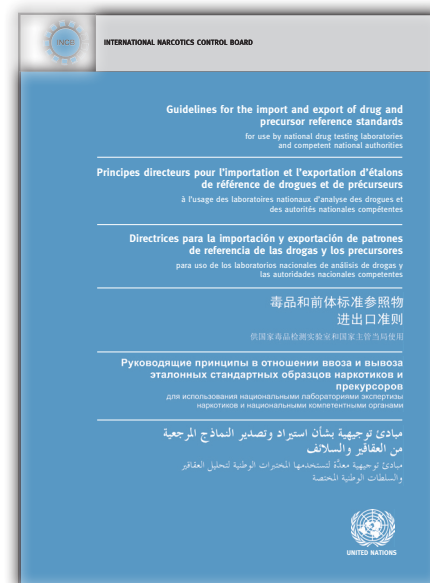 INCB
INTERNATIONAL NARCOTICS CONTROL BOARD
Guidelines for the import and export of drug and
precursor reference standards
for use by national drug testing laboratories
and competent national authorities
Principes directeurs pour l'importation et l'exportation d'étalons
de référence de drogues et de précurseurs
à l'usage des laboratoires nationaux d'analyse des drogues et
des autorités nationales compétentes
Directrices para la importación y exportación de patrones
de referencia de las drogas y los precursores
para uso de los laboratorios nacionales de análisis de drogas y
las autoridades nacionales competentes
毒品和前体标准参照物
进出口准则
供国家毒品检测实验室和国家主管当局使用
Руководящие принципы в отношении ввоза и вывоза
эталонных стандартных образцов наркотиков и
прекурсоров
для использования национальными лабораториями экспертизы
наркотиков и национальными компетентными органами
مبادئ توجيهية بشأن استيراد وتصدير النماذج المرجعية
من العقاقير والسلائف
مبادئ توجيهية معدَّة لتستخدمها المختبرات الوطنية لتحليل العقاقير
والسلطات الوطنية المختصة
UNITED NATIONS